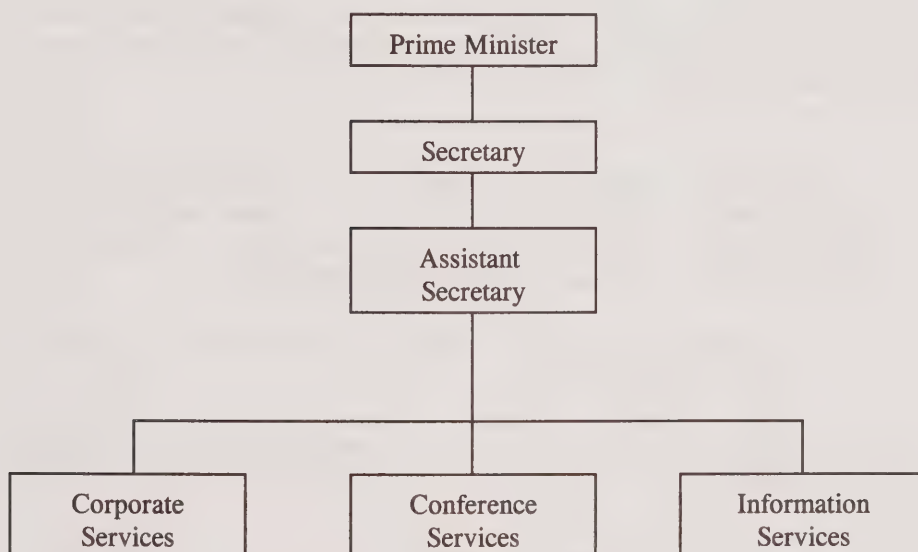 Prime Minister
Secretary
Assistant
Secretary
Corporate
Services
Conference
Services
Information
Services